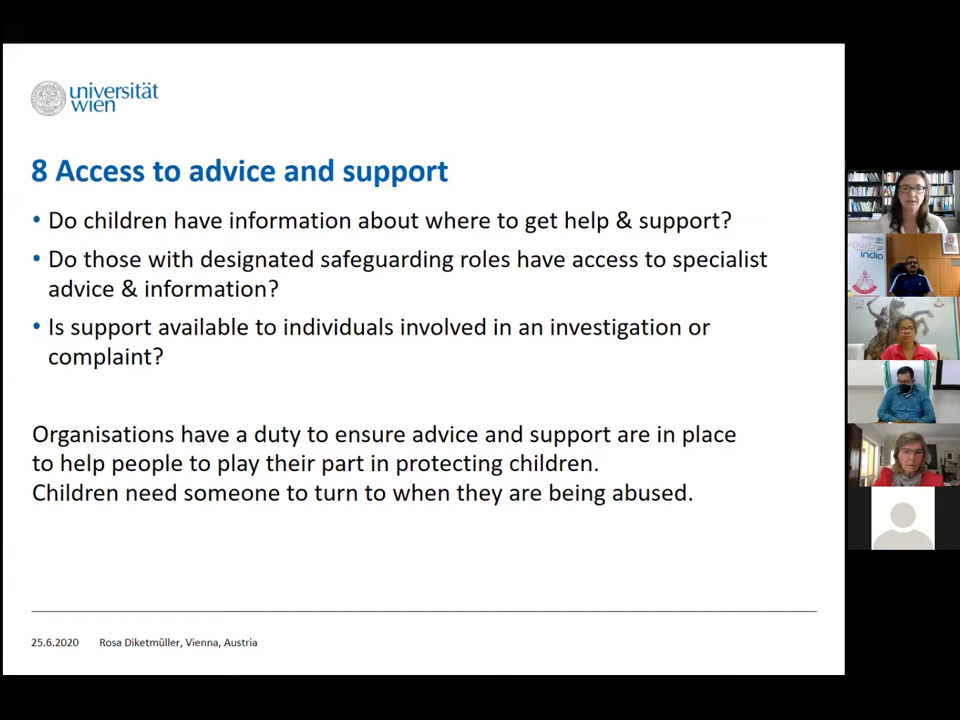 universität
wien
8 Access to advice and support
• Do children have information about where to get help & support?
• Do those with designated safeguarding roles have access to specialist
advice & information?
• Is support available to individuals involved in an investigation or
complaint?
Organisations have a duty to ensure advice and support are in place
to help people to play their part in protecting children.
Children need someone to turn to when they are being abused.
25.6.2020 Rosa Diketmüller, Vienna, Austria
india